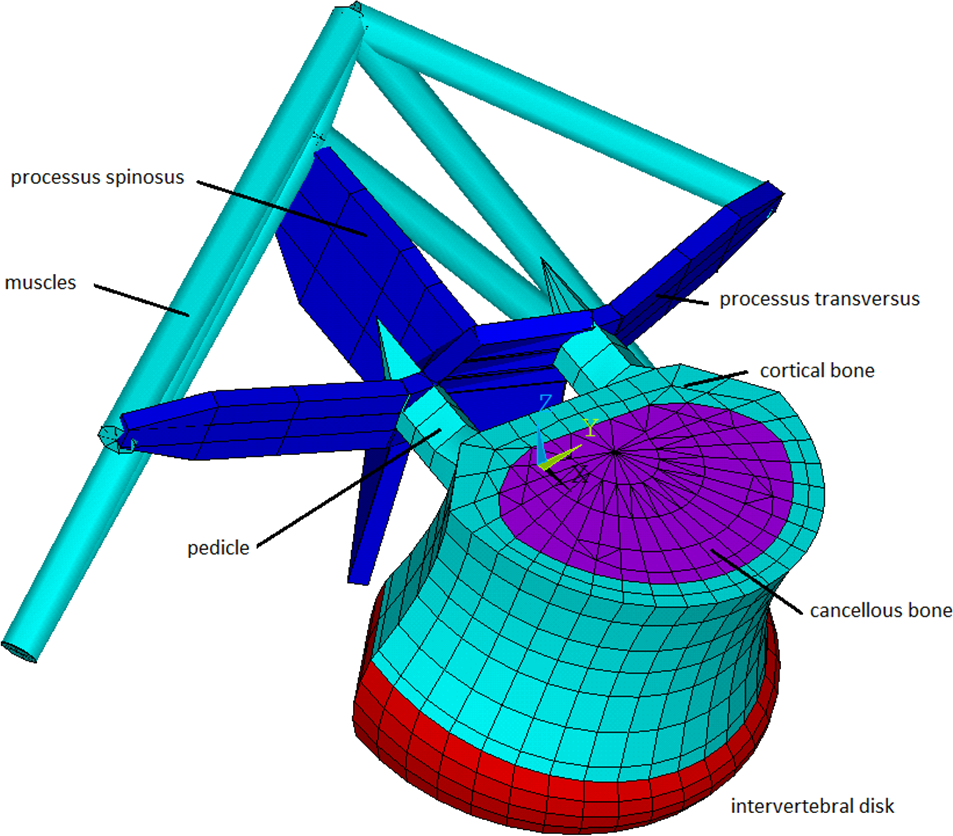 processus spinosus
muscles
processus transversus
cortical bone
Z
Y
X
pedicle
cancellous bone
intervertebral disk